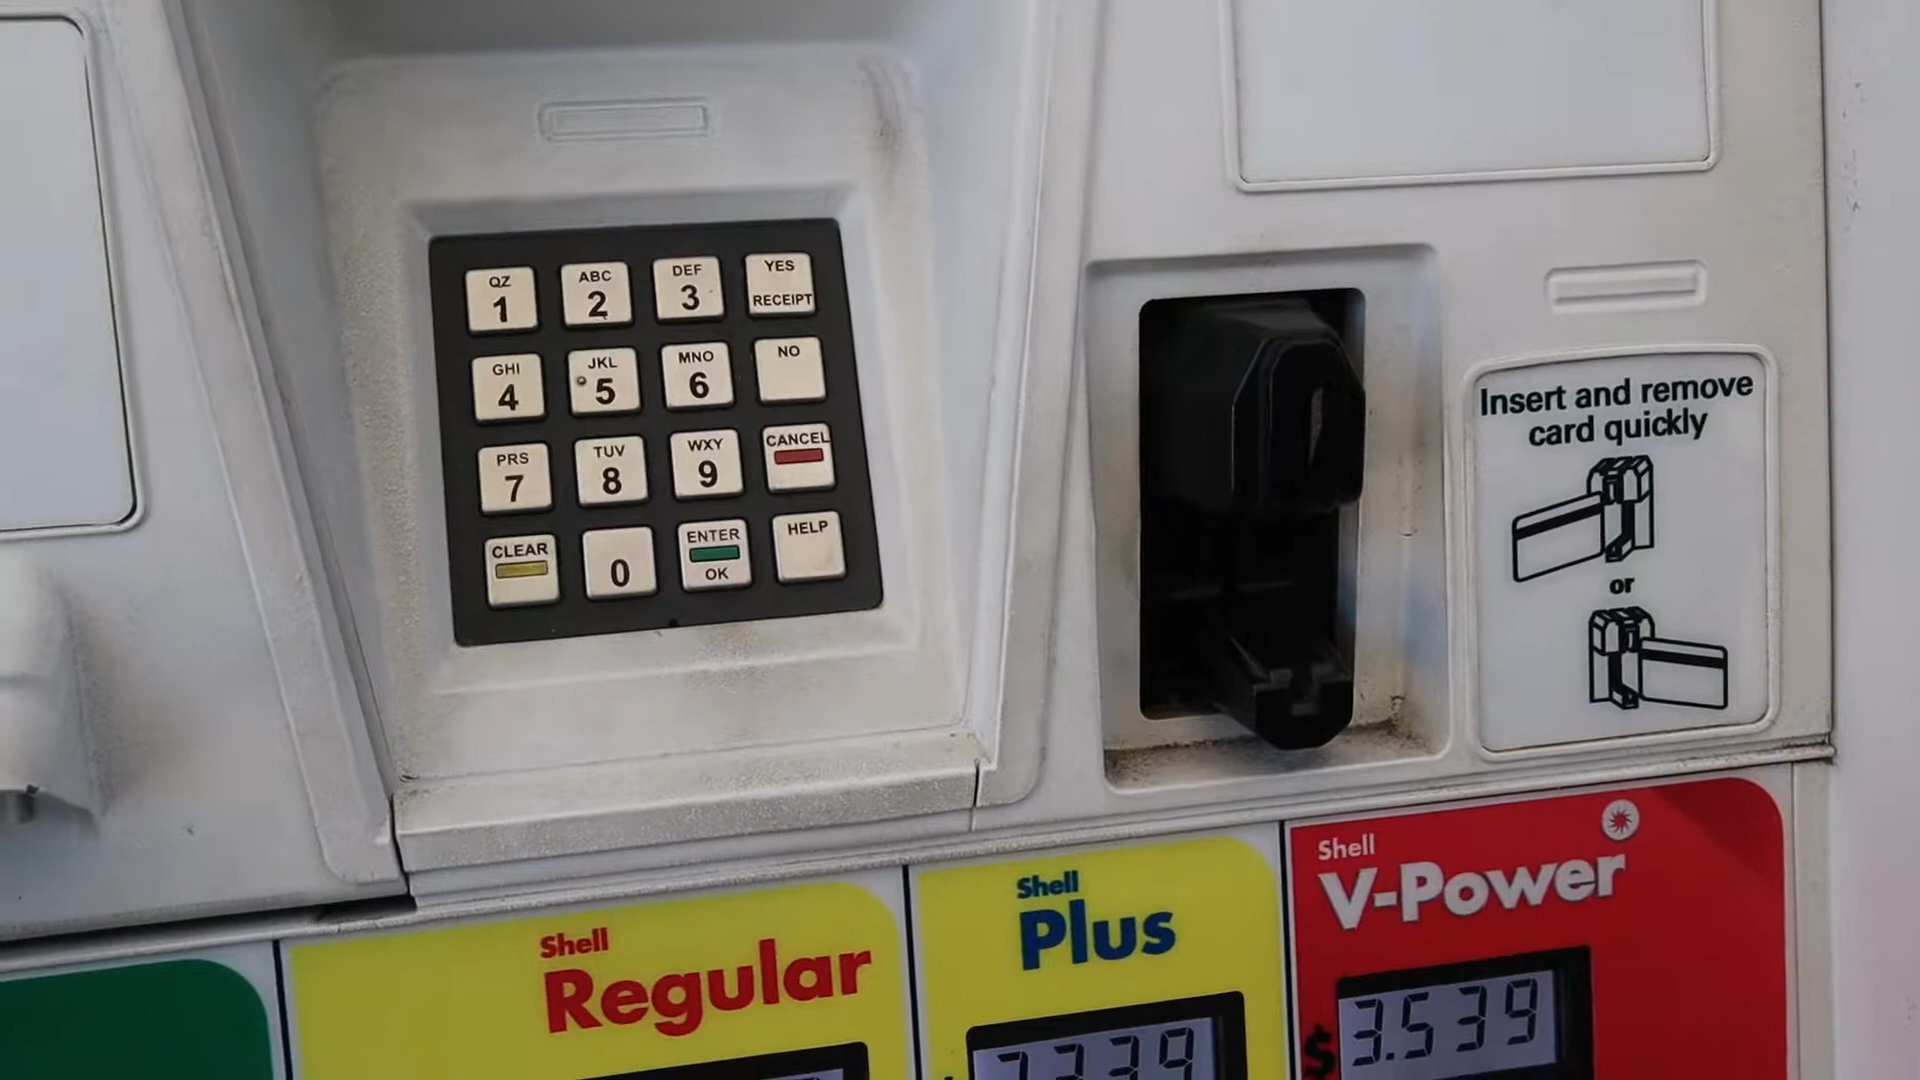 QZ
1
ABC
2
DEF
3
YES
RECEIPT
GHI
4
JKL
5
MNO
6
NO
PRS
7
TUV
8
WXY
9
CANCEL
CLEAR
0
ENTER
OK
HELP
Insert and remove
card quickly
or
Shell
Regular
Shell
Plus
Shell
V-Power
$ 3.539